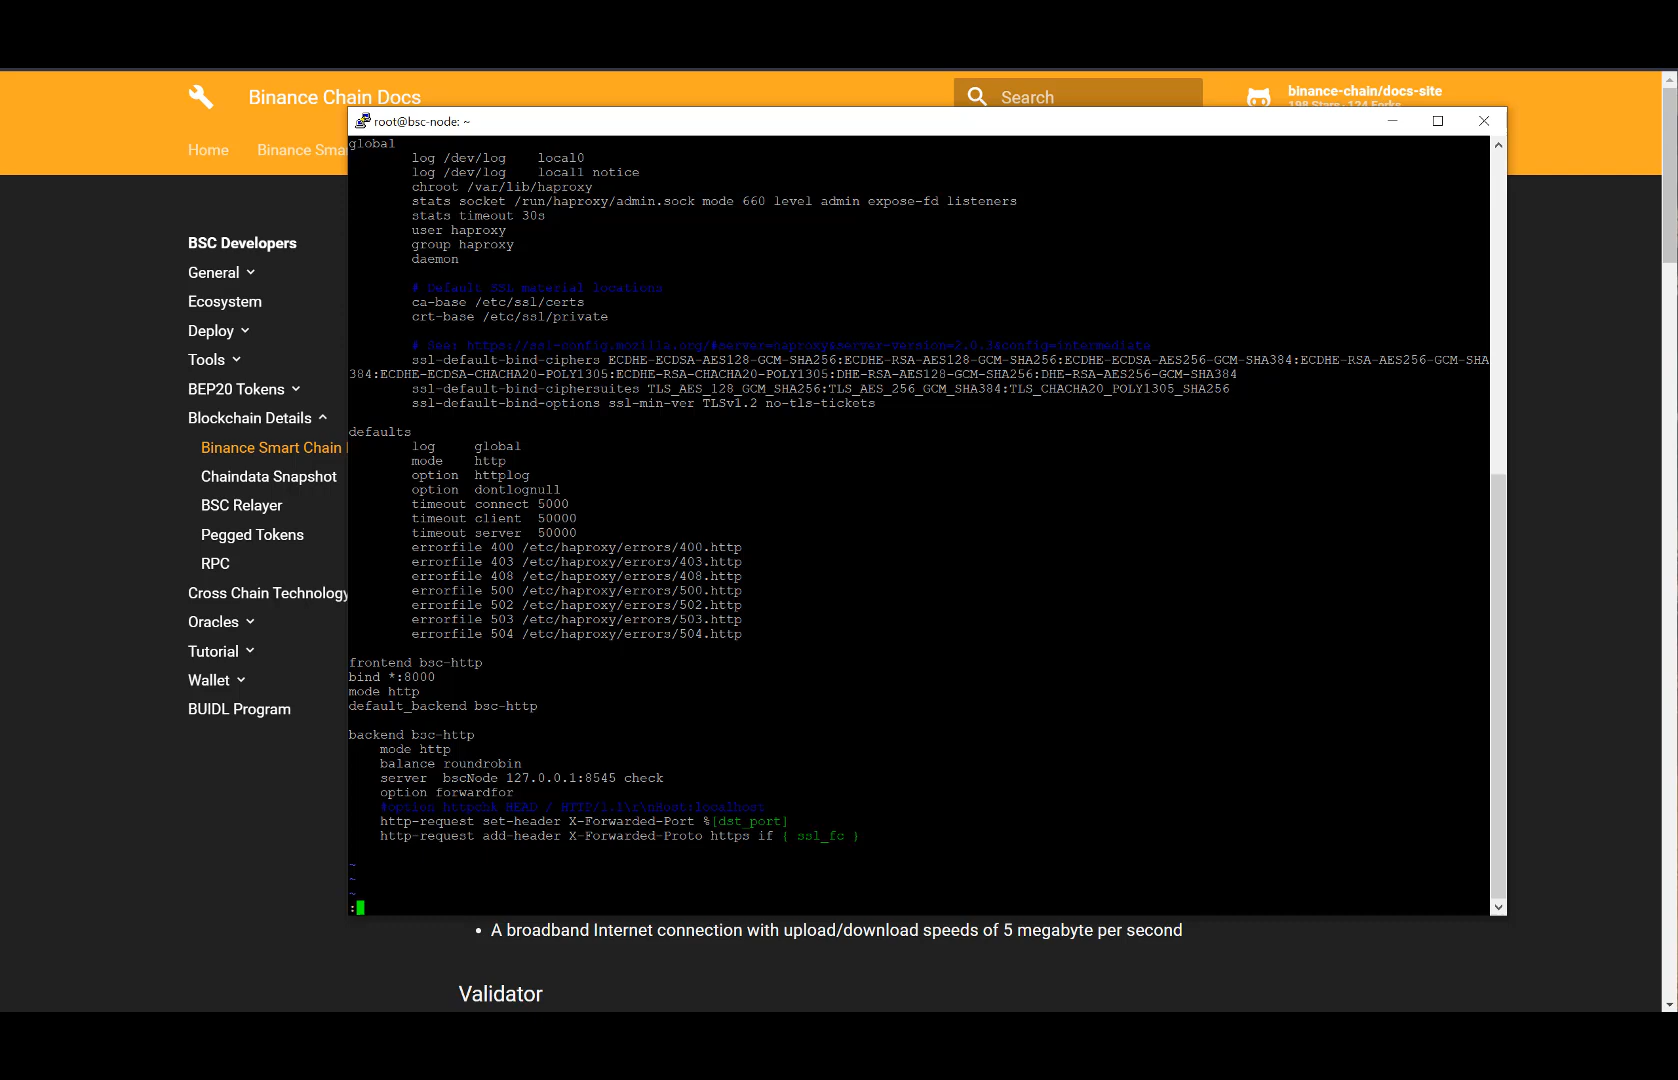 Binance Chain Docs
Search
binance-chain/docs-site
198 Stars · 124 Forks
root@bsc-node: ~
Home
Binance Sma
BSC Developers
General
Ecosystem
Deploy
Tools
BEP20 Tokens
Blockchain Details
Binance Smart Chain
Chaindata Snapshot
BSC Relayer
Pegged Tokens
RPC
Cross Chain Technology
Oracles
Tutorial
Wallet
BUIDL Program
global
log /dev/log    local0
log /dev/log    local1 notice
chroot /var/lib/haproxy
stats socket /run/haproxy/admin.sock mode 660 level admin expose-fd listeners
stats timeout 30s
user haproxy
group haproxy
daemon
# Default SSL material locations
ca-base /etc/ssl/certs
crt-base /etc/ssl/private
# See: https://ssl-config.mozilla.org/#server=haproxy&server-version=2.0.3&config=intermediate
ssl-default-bind-ciphers ECDHE-ECDSA-AES128-GCM-SHA256:ECDHE-RSA-AES128-GCM-SHA256:ECDHE-ECDSA-AES256-GCM-SHA384:ECDHE-RSA-AES256-GCM-SHA
384:ECDHE-ECDSA-CHACHA20-POLY1305:ECDHE-RSA-CHACHA20-POLY1305:DHE-RSA-AES128-GCM-SHA256:DHE-RSA-AES256-GCM-SHA384
ssl-default-bind-ciphersuites TLS_AES_128_GCM_SHA256:TLS_AES_256_GCM_SHA384:TLS_CHACHA20_POLY1305_SHA256
ssl-default-bind-options ssl-min-ver TLSv1.2 no-tls-tickets
defaults
log     global
mode    http
option  httplog
option  dontlognull
timeout connect 5000
timeout client  50000
timeout server  50000
errorfile 400 /etc/haproxy/errors/400.http
errorfile 403 /etc/haproxy/errors/403.http
errorfile 408 /etc/haproxy/errors/408.http
errorfile 500 /etc/haproxy/errors/500.http
errorfile 502 /etc/haproxy/errors/502.http
errorfile 503 /etc/haproxy/errors/503.http
errorfile 504 /etc/haproxy/errors/504.http
frontend bsc-http
bind *:8000
mode http
default_backend bsc-http
backend bsc-http
mode http
balance roundrobin
server  bscNode 127.0.0.1:8545 check
option forwardfor
#option httpchk HEAD / HTTP/1.1\r\nHost:localhost
http-request set-header X-Forwarded-Port %[dst_port]
http-request add-header X-Forwarded-Proto https if { ssl_fc }
~
~
~
:
• A broadband Internet connection with upload/download speeds of 5 megabyte per second
Validator